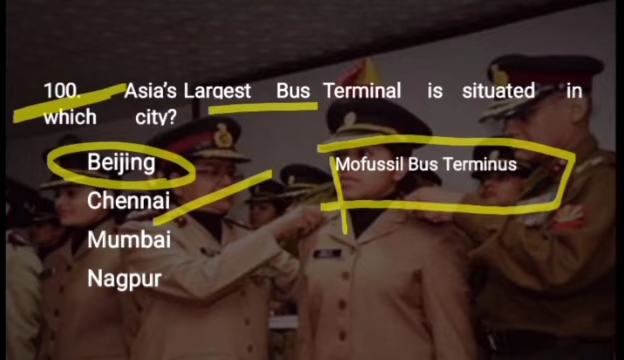 100. Asia's Largest Bus Terminal is situated in
which city?
Beijing
Mofussil Bus Terminus
Chennai
Mumbai
Nagpur